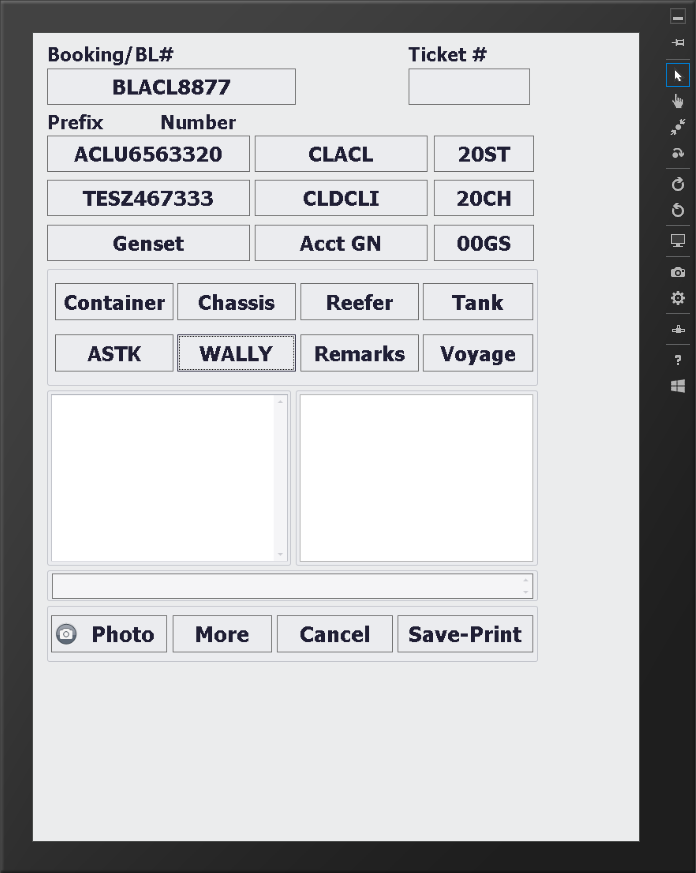 Booking/BL# Ticket #
BLACL8877
Prefix Number
ACLU6563320 CLACL 20ST
TESZ467333 CLDCLI 20CH
Genset Acct GN 00GS
Container Chassis Reefer Tank
ASTK WALLY Remarks Voyage
Photo More Cancel Save-Print
?